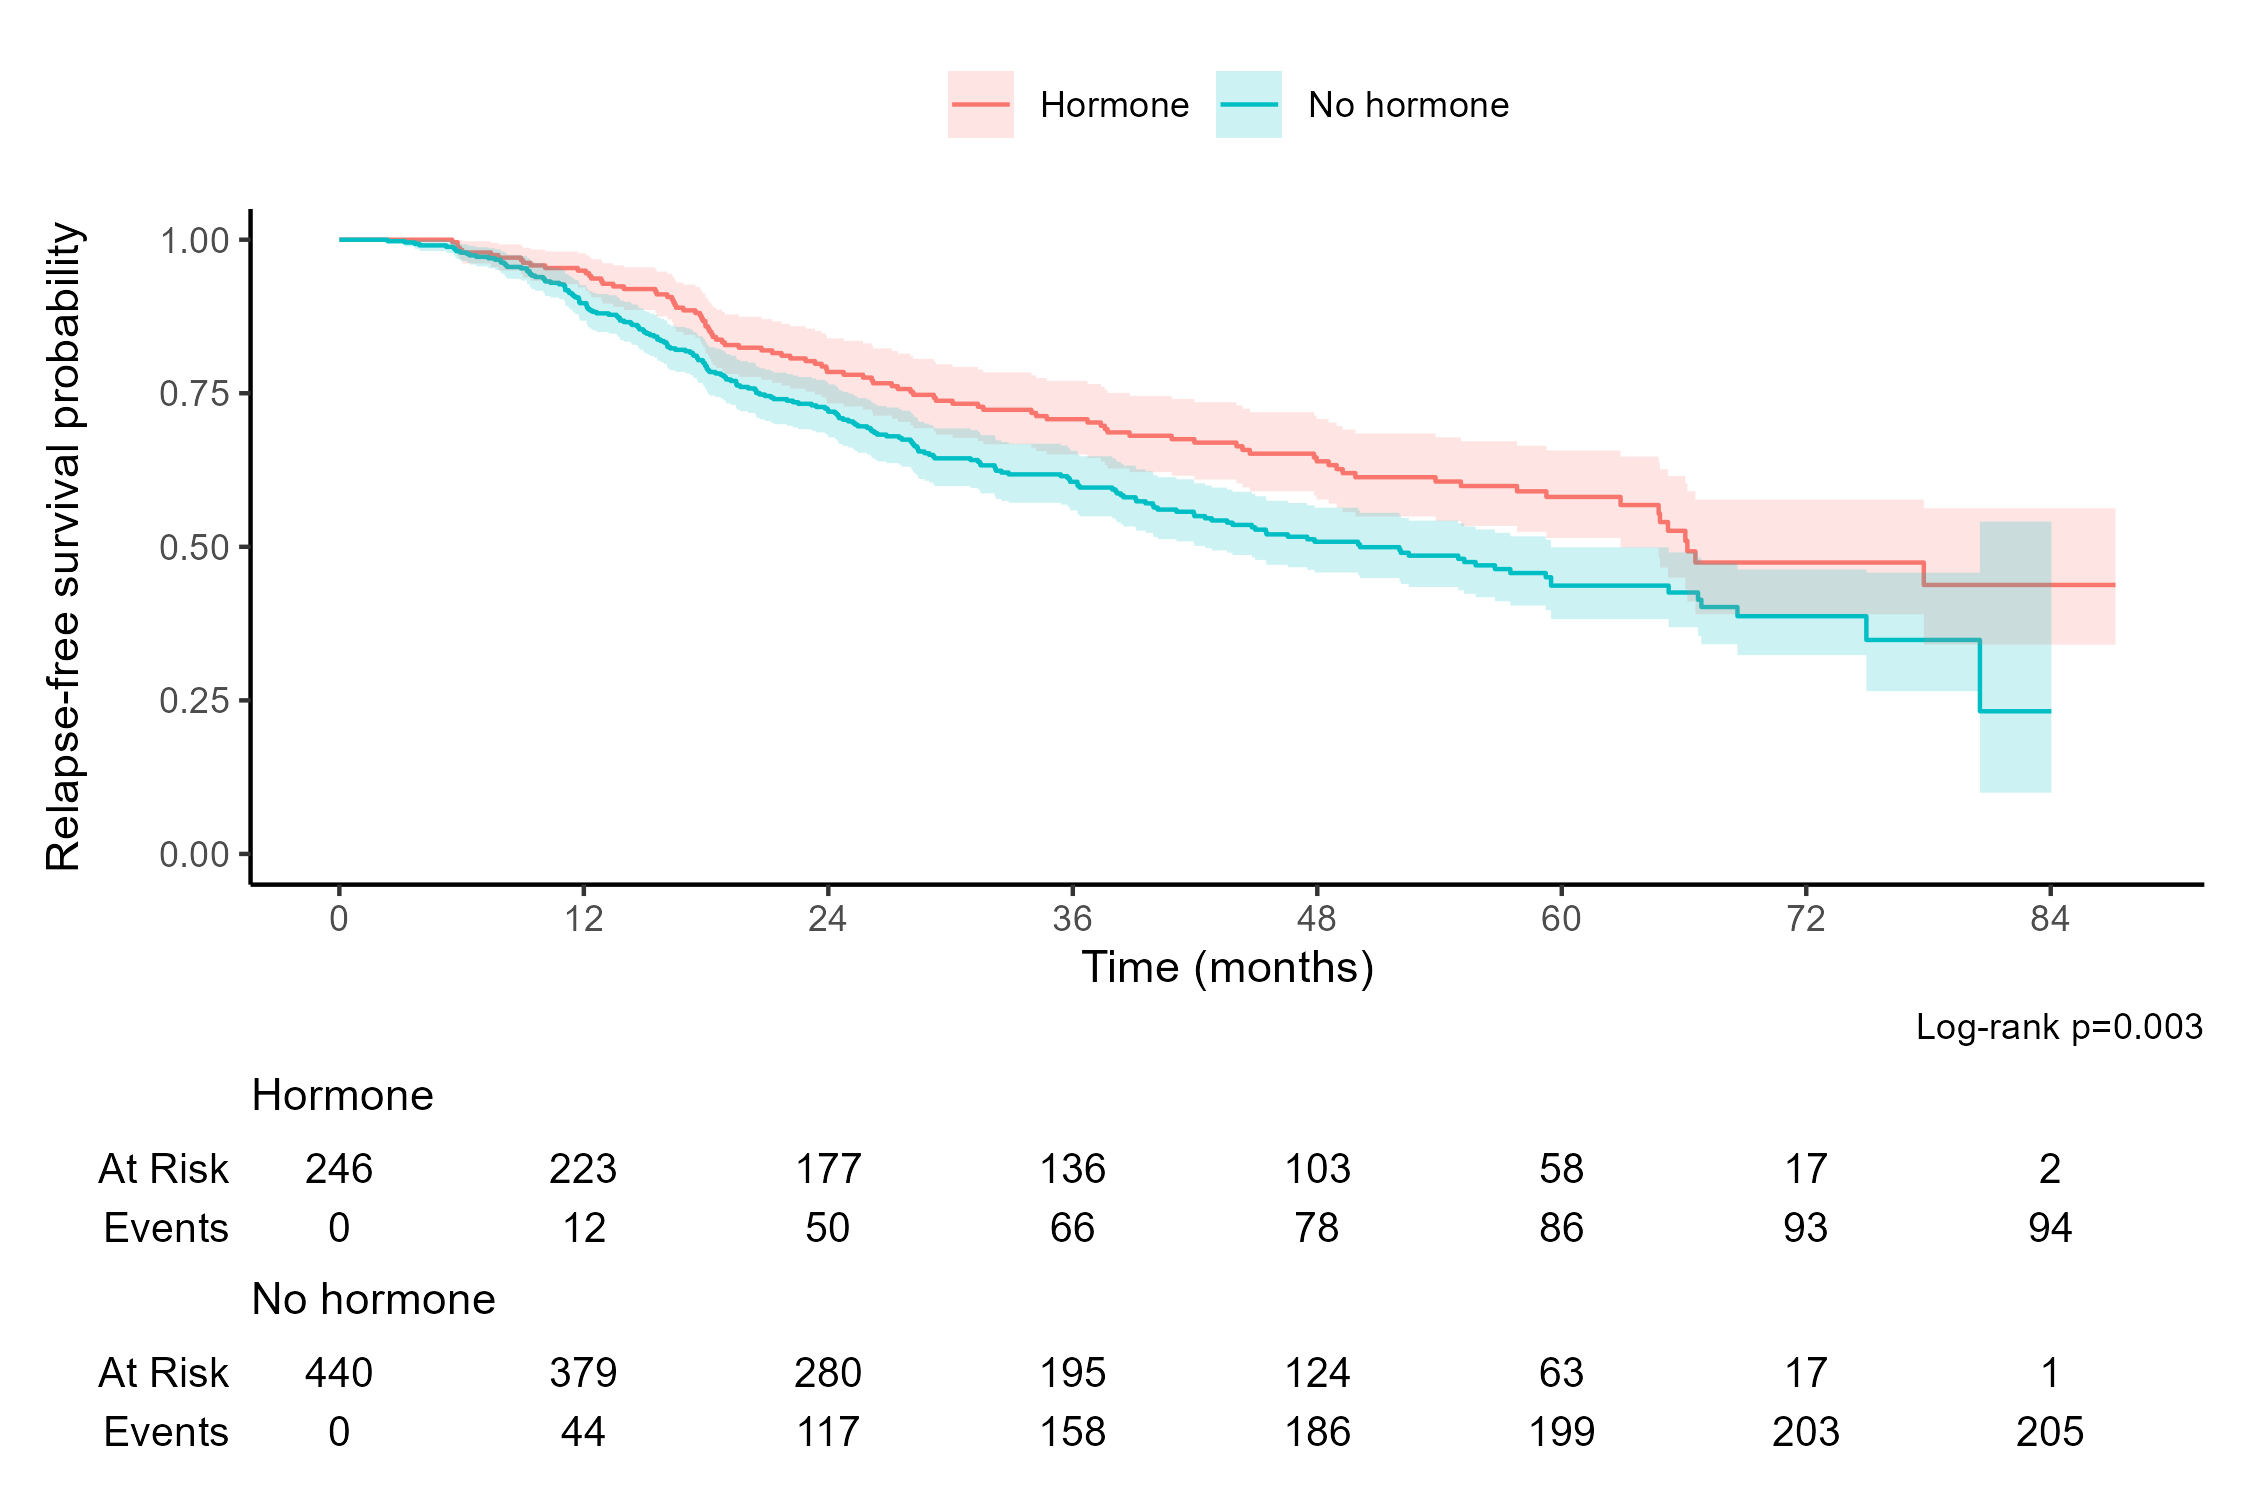 Hormone No hormone
Relapse-free survival probability
1.00
0.75
0.50
0.25
0.00
0 12 24 36 48 60 72 84
Time (months)
Log-rank p=0.003
Hormone
At Risk 246 223 177 136 103 58 17 2
Events 0 12 50 66 78 86 93 94
No hormone
At Risk 440 379 280 195 124 63 17 1
Events 0 44 117 158 186 199 203 205